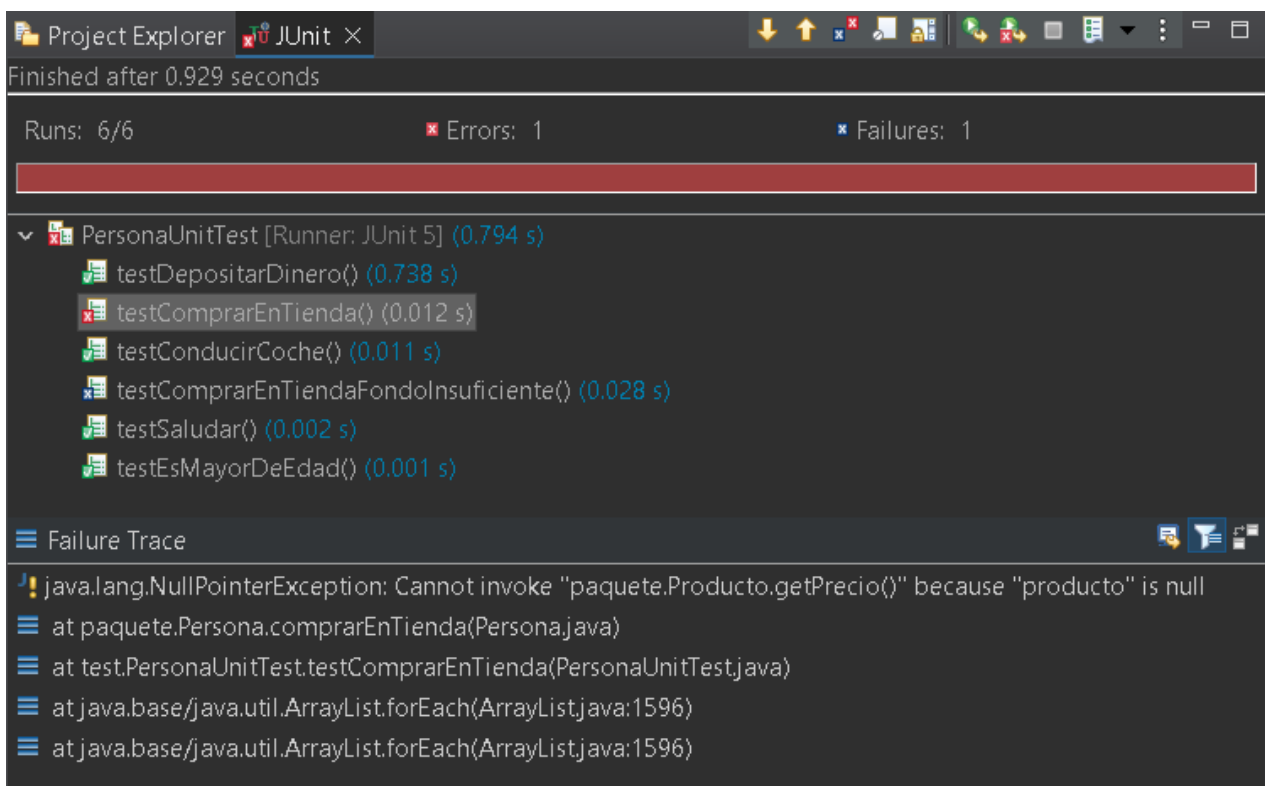 Project Explorer JUnit
Finished after 0.929 seconds
Runs: 6/6 Errors: 1 Failures: 1
PersonaUnitTest [Runner: JUnit 5] (0.794 s)
testDepositarDinero() (0.738 s)
testComprarEnTienda() (0.012 s)
testConducirCoche() (0.011 s)
testComprarEnTiendaFondoInsuficiente() (0.028 s)
testSaludar() (0.002 s)
testEsMayorDeEdad() (0.001 s)
Failure Trace
java.lang.NullPointerException: Cannot invoke "paquete.Producto.getPrecio()" because "producto" is null
at paquete.Persona.comprarEnTienda(Persona.java)
at test.PersonaUnitTest.testComprarEnTienda(PersonaUnitTest.java)
at java.base/java.util.ArrayList.forEach(ArrayList.java:1596)
at java.base/java.util.ArrayList.forEach(ArrayList.java:1596)